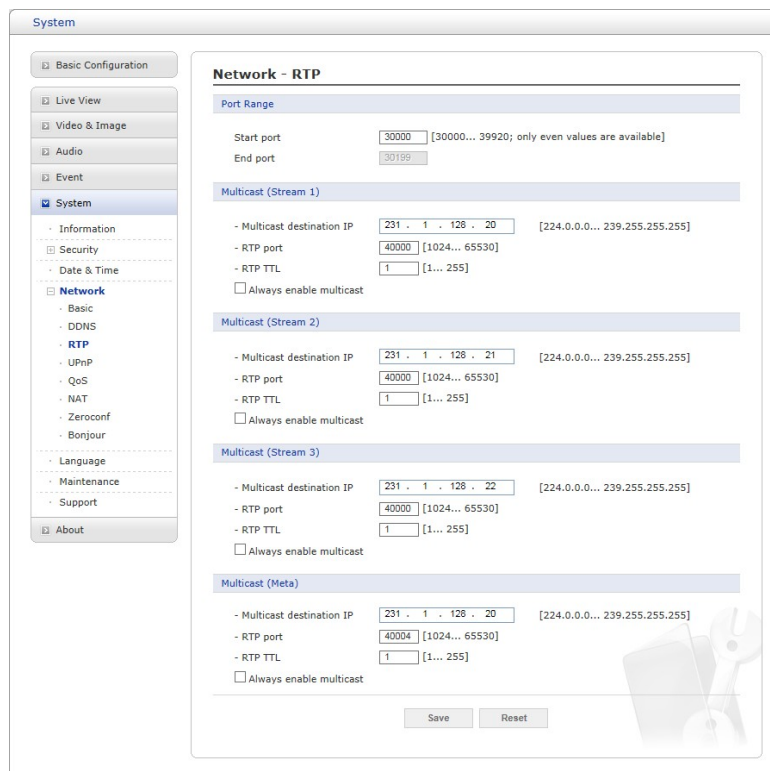 System
Basic Configuration
Live View
Video & Image
Audio
Event
System
· Information
Security
· Date & Time
Network
· Basic
· DDNS
· RTP
· UPnP
· QoS
· NAT
· Zeroconf
· Bonjour
· Language
· Maintenance
· Support
About
Network - RTP
Port Range
Start port 30000 [30000... 39920; only even values are available]
End port 30199
Multicast (Stream 1)
- Multicast destination IP 231 . 1 . 128 . 20 [224.0.0.0... 239.255.255.255]
- RTP port 40000 [1024... 65530]
- RTP TTL 1 [1... 255]
Always enable multicast
Multicast (Stream 2)
- Multicast destination IP 231 . 1 . 128 . 21 [224.0.0.0... 239.255.255.255]
- RTP port 40000 [1024... 65530]
- RTP TTL 1 [1... 255]
Always enable multicast
Multicast (Stream 3)
- Multicast destination IP 231 . 1 . 128 . 22 [224.0.0.0... 239.255.255.255]
- RTP port 40000 [1024... 65530]
- RTP TTL 1 [1... 255]
Always enable multicast
Multicast (Meta)
- Multicast destination IP 231 . 1 . 128 . 20 [224.0.0.0... 239.255.255.255]
- RTP port 40004 [1024... 65530]
- RTP TTL 1 [1... 255]
Always enable multicast
Save Reset